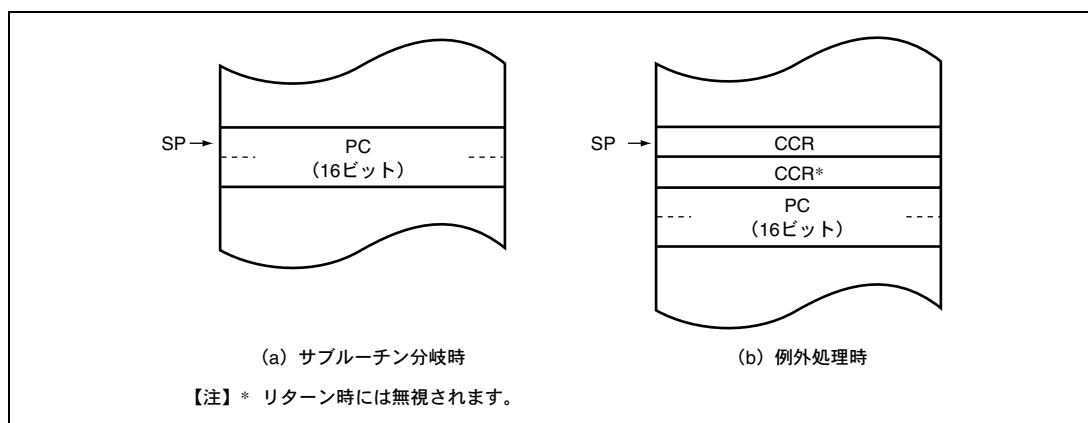 SP→
PC
（16ビット）
(a) サブルーチン分岐時
SP →
CCR
CCR*
PC
（16ビット）
(b) 例外処理時
【注】* リターン時には無視されます。